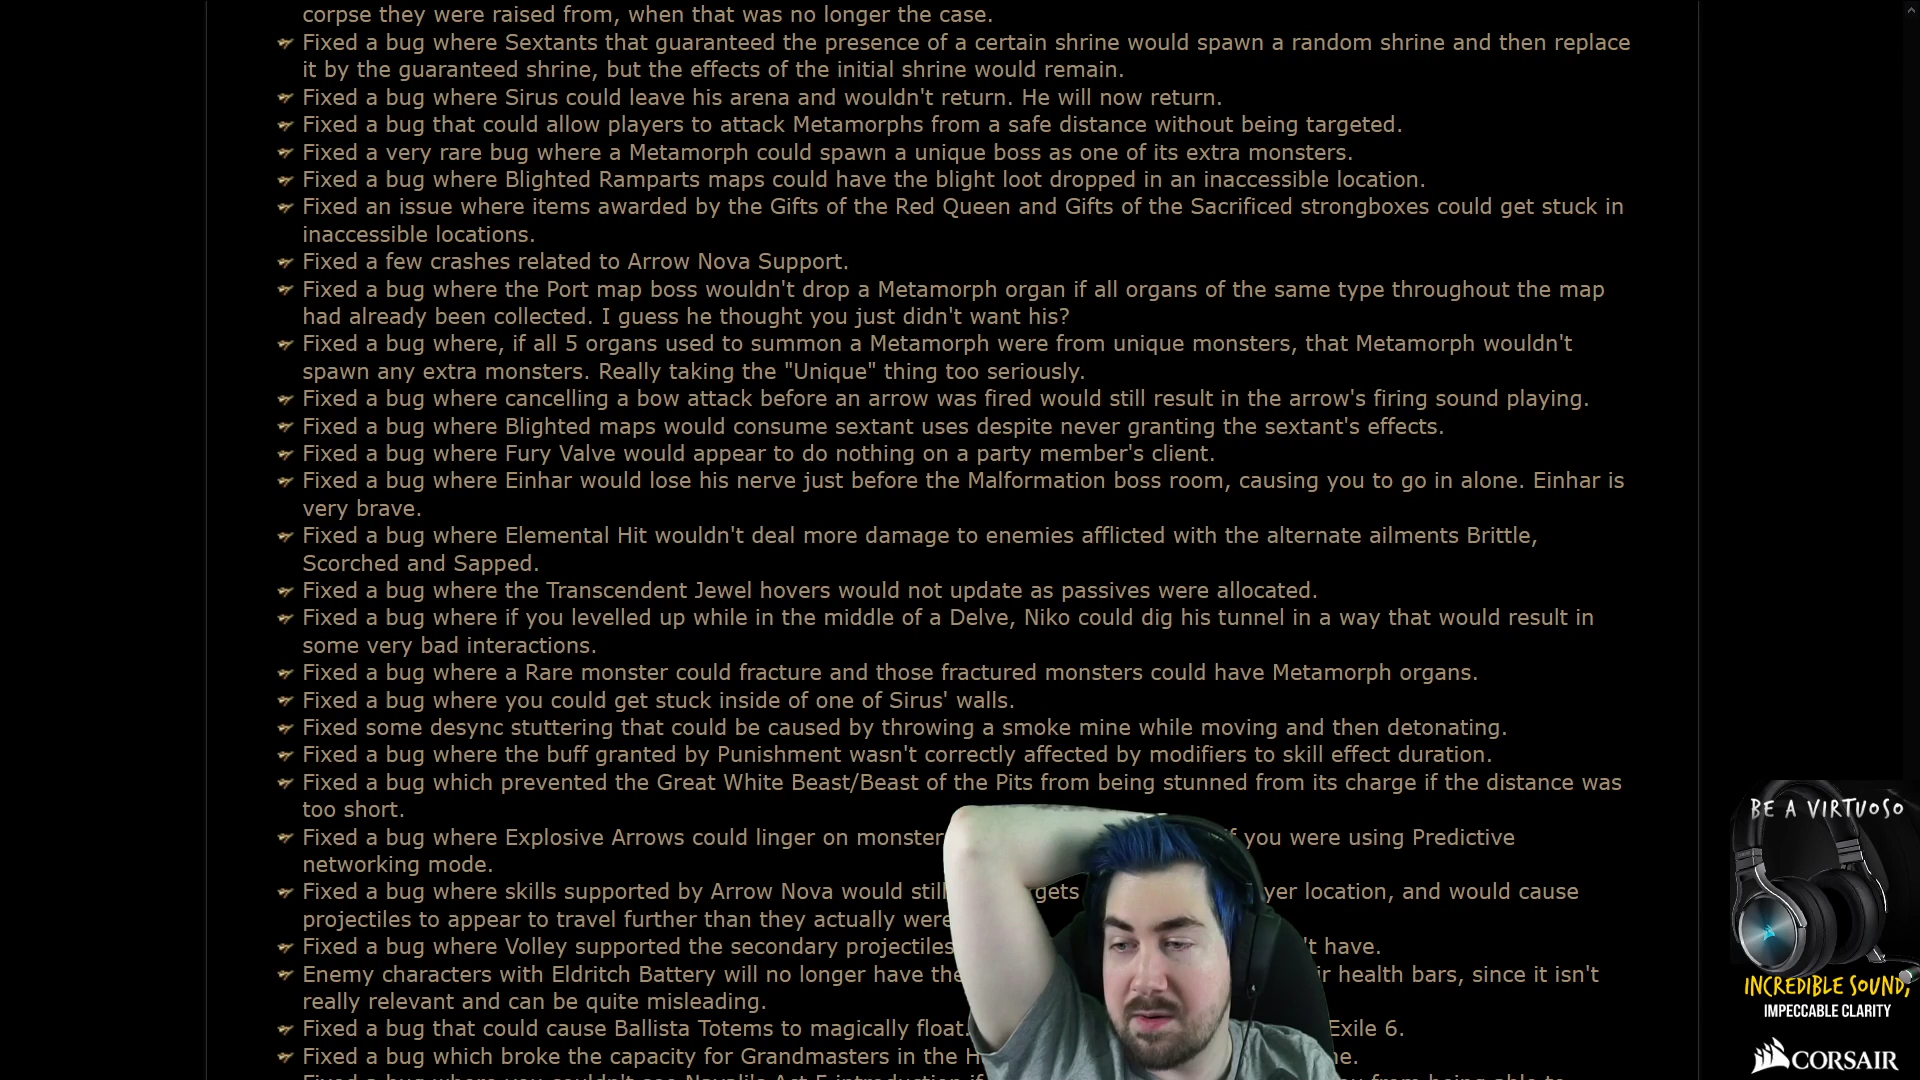 corpse they were raised from, when that was no longer the case.
Fixed a bug where Sextants that guaranteed the presence of a certain shrine would spawn a random shrine and then replace
it by the guaranteed shrine, but the effects of the initial shrine would remain.
Fixed a bug where Sirus could leave his arena and wouldn't return. He will now return.
Fixed a bug that could allow players to attack Metamorphs from a safe distance without being targeted.
Fixed a very rare bug where a Metamorph could spawn a unique boss as one of its extra monsters.
Fixed a bug where Blighted Ramparts maps could have the blight loot dropped in an inaccessible location.
Fixed an issue where items awarded by the Gifts of the Red Queen and Gifts of the Sacrificed strongboxes could get stuck in
inaccessible locations.
Fixed a few crashes related to Arrow Nova Support.
Fixed a bug where the Port map boss wouldn't drop a Metamorph organ if all organs of the same type throughout the map
had already been collected. I guess he thought you just didn't want his?
Fixed a bug where, if all 5 organs used to summon a Metamorph were from unique monsters, that Metamorph wouldn't
spawn any extra monsters. Really taking the "Unique" thing too seriously.
Fixed a bug where cancelling a bow attack before an arrow was fired would still result in the arrow's firing sound playing.
Fixed a bug where Blighted maps would consume sextant uses despite never granting the sextant's effects.
Fixed a bug where Fury Valve would appear to do nothing on a party member's client.
Fixed a bug where Einhar would lose his nerve just before the Malformation boss room, causing you to go in alone. Einhar is
very brave.
Fixed a bug where Elemental Hit wouldn't deal more damage to enemies afflicted with the alternate ailments Brittle,
Scorched and Sapped.
Fixed a bug where the Transcendent Jewel hovers would not update as passives were allocated.
Fixed a bug where if you levelled up while in the middle of a Delve, Niko could dig his tunnel in a way that would result in
some very bad interactions.
Fixed a bug where a Rare monster could fracture and those fractured monsters could have Metamorph organs.
Fixed a bug where you could get stuck inside of one of Sirus' walls.
Fixed some desync stuttering that could be caused by throwing a smoke mine while moving and then detonating.
Fixed a bug where the buff granted by Punishment wasn't correctly affected by modifiers to skill effect duration.
Fixed a bug which prevented the Great White Beast/Beast of the Pits from being stunned from its charge if the distance was
too short.
Fixed a bug where Explosive Arrows could linger on monster if you were using Predictive
networking mode.
Fixed a bug where skills supported by Arrow Nova would still gets yer location, and would cause
projectiles to appear to travel further than they actually were
Fixed a bug where Volley supported the secondary projectiles 't have.
Enemy characters with Eldritch Battery will no longer have the ir health bars, since it isn't
really relevant and can be quite misleading.
Fixed a bug that could cause Ballista Totems to magically float. Exile 6.
Fixed a bug which broke the capacity for Grandmasters in the H ne.
BE A VIRTUOSO
INCREDIBLE SOUND,
IMPECCABLE CLARITY
CORSAIR